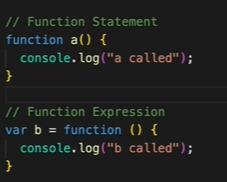 // Function Statement
function a() {
  console.log("a called");
}

// Function Expression
var b = function () {
  console.log("b called");
}